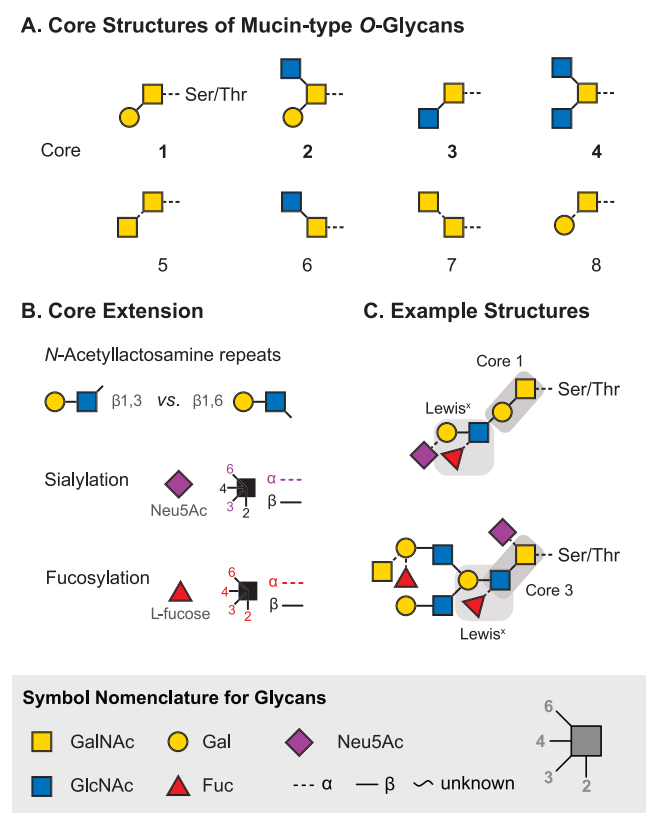 A. Core Structures of Mucin-type O-Glycans
Ser/Thr
Core 1 2 3 4
5 6 7 8
B. Core Extension
N-Acetyllactosamine repeats
β1,3 vs. β1,6
Sialylation
Neu5Ac
6
4
3 2
α
β
Fucosylation
L-fucose
6
4
3 2
α
β
C. Example Structures
Core 1
Ser/Thr
Lewisˣ
Ser/Thr
Core 3
Lewisˣ
Symbol Nomenclature for Glycans
GalNAc Gal Neu5Ac
GlcNAc Fuc α β unknown
6
4
3 2